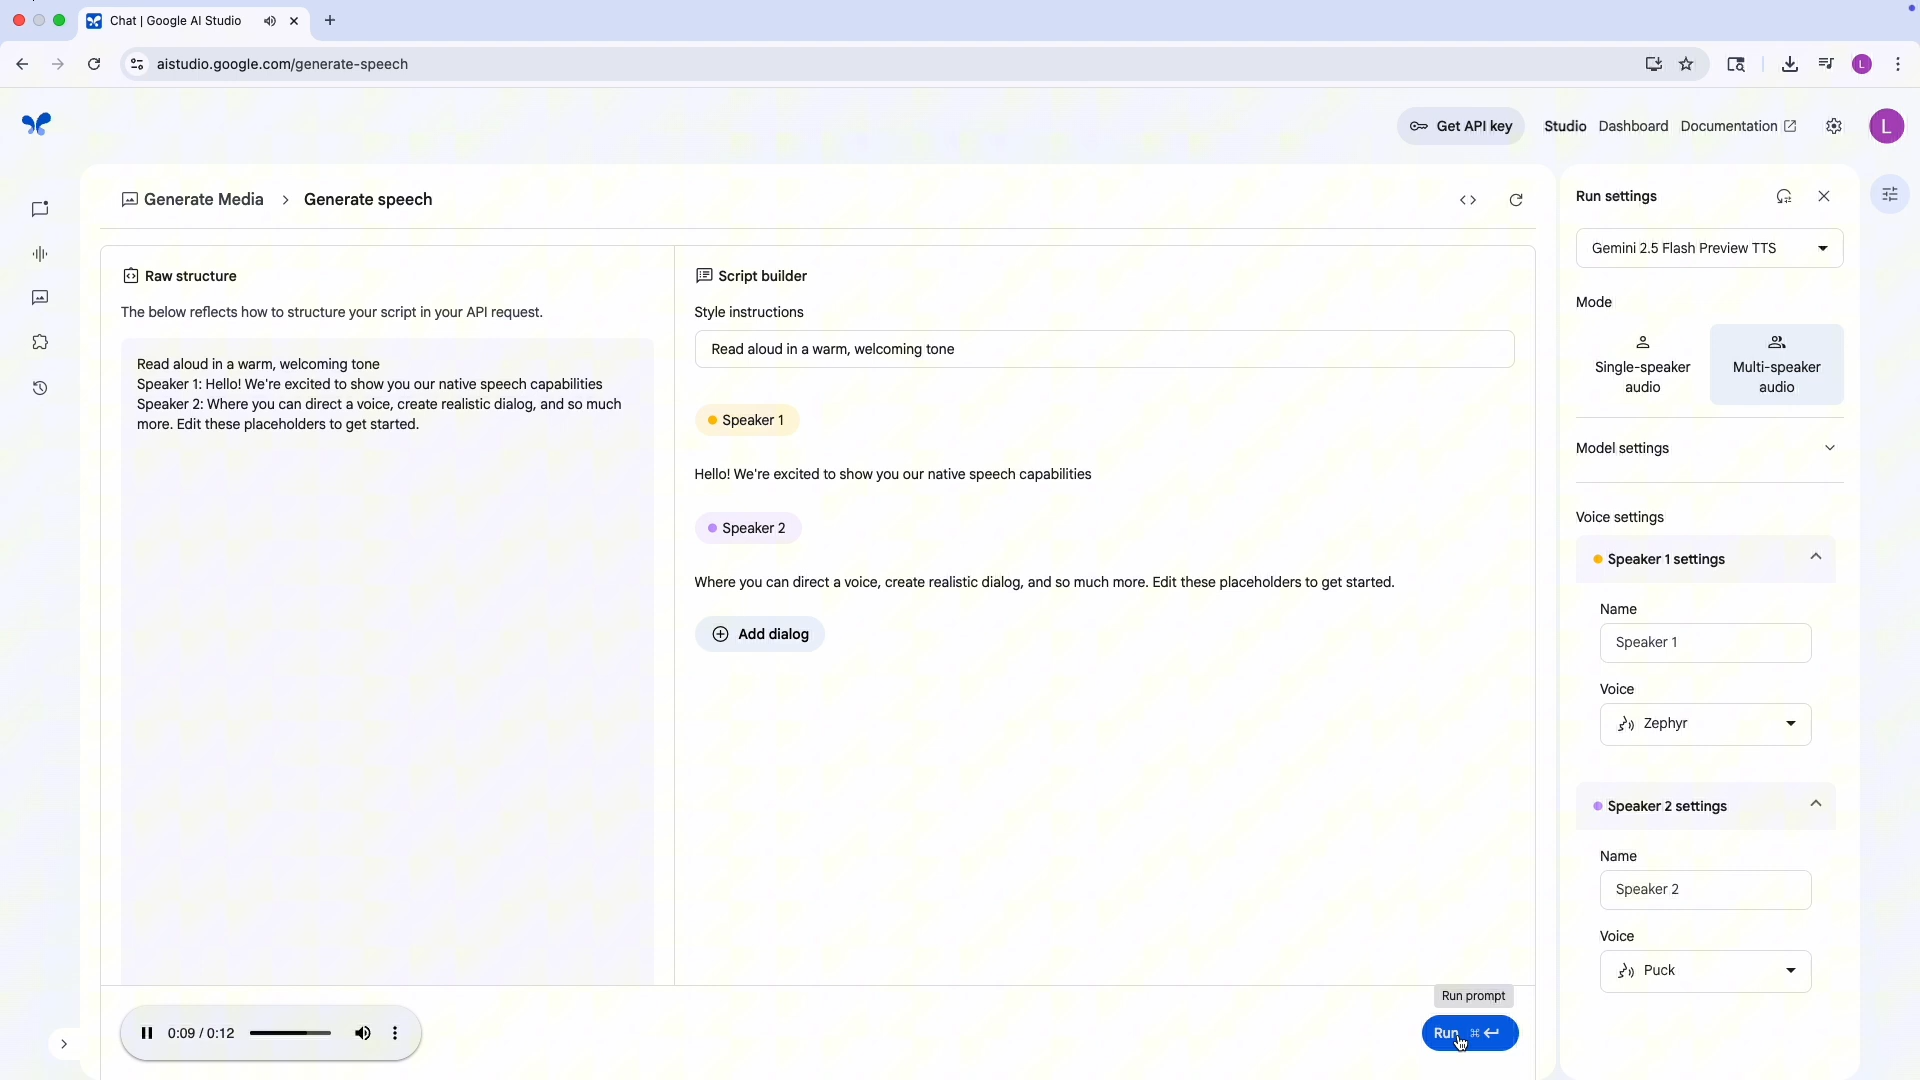 Chat | Google AI Studio
aistudio.google.com/generate-speech
L
Get API key
Studio
Dashboard
Documentation
L
Generate Media > Generate speech
Raw structure
The below reflects how to structure your script in your API request.
Read aloud in a warm, welcoming tone
Speaker 1: Hello! We're excited to show you our native speech capabilities
Speaker 2: Where you can direct a voice, create realistic dialog, and so much
more. Edit these placeholders to get started.
Script builder
Style instructions
Read aloud in a warm, welcoming tone
Speaker 1
Hello! We're excited to show you our native speech capabilities
Speaker 2
Where you can direct a voice, create realistic dialog, and so much more. Edit these placeholders to get started.
Add dialog
0:09 / 0:12
Run prompt
Run ⌘
Run settings
Gemini 2.5 Flash Preview TTS
Mode
Single-speaker
audio
Multi-speaker
audio
Model settings
Voice settings
Speaker 1 settings
Name
Speaker 1
Voice
Zephyr
Speaker 2 settings
Name
Speaker 2
Voice
Puck